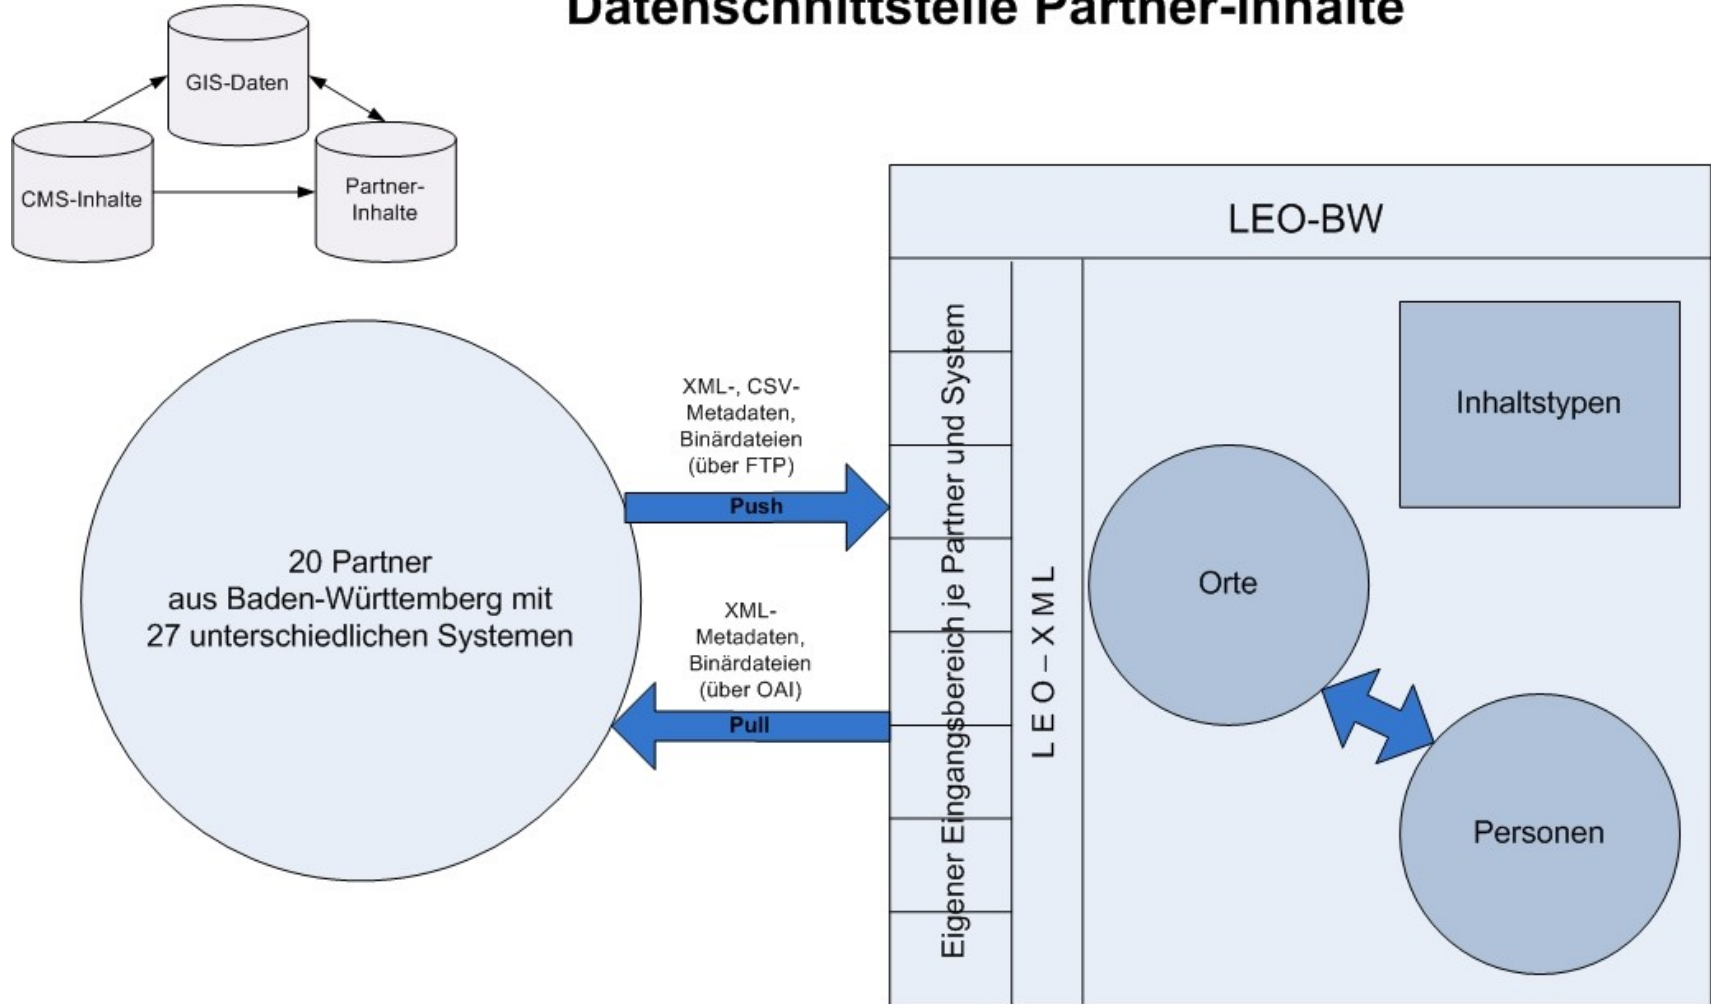 Datenschnittstelle Partner-Inhalte
GIS-Daten
CMS-Inhalte
Partner-
Inhalte
LEO-BW
20 Partner
aus Baden-Württemberg mit
27 unterschiedlichen Systemen
XML-, CSV-
Metadaten,
Binärdateien
(über FTP)
Push
XML-
Metadaten,
Binärdateien
(über OAI)
Pull
Eigener Eingangsbereich je Partner und System
LEO–XML
Inhaltstypen
Orte
Personen